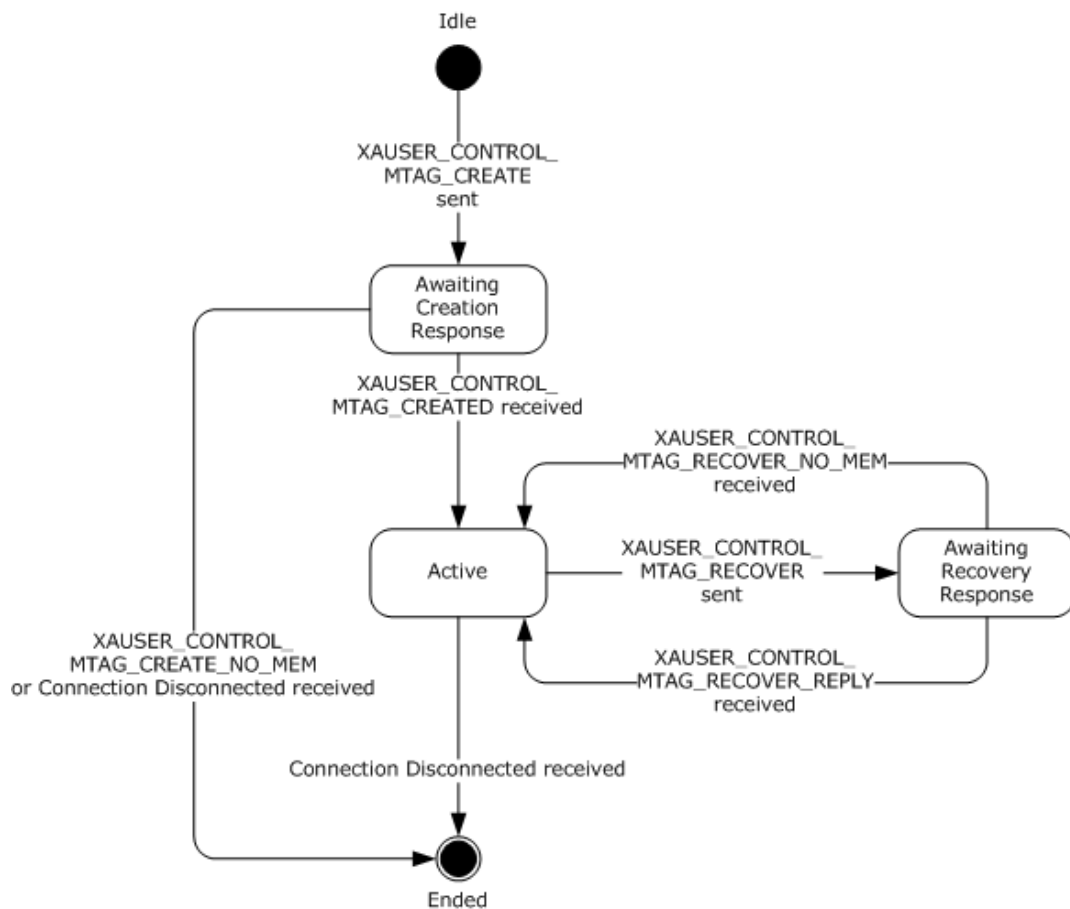 Idle
XAUSER_CONTROL_
MTAG_CREATE
sent
Awaiting
Creation
Response
XAUSER_CONTROL_
MTAG_CREATED received
XAUSER_CONTROL_
MTAG_RECOVER_NO_MEM
received
Active
XAUSER_CONTROL_
MTAG_RECOVER
sent
Awaiting
Recovery
Response
XAUSER_CONTROL_
MTAG_CREATE_NO_MEM
or Connection Disconnected received
XAUSER_CONTROL_
MTAG_RECOVER_REPLY
received
Connection Disconnected received
Ended